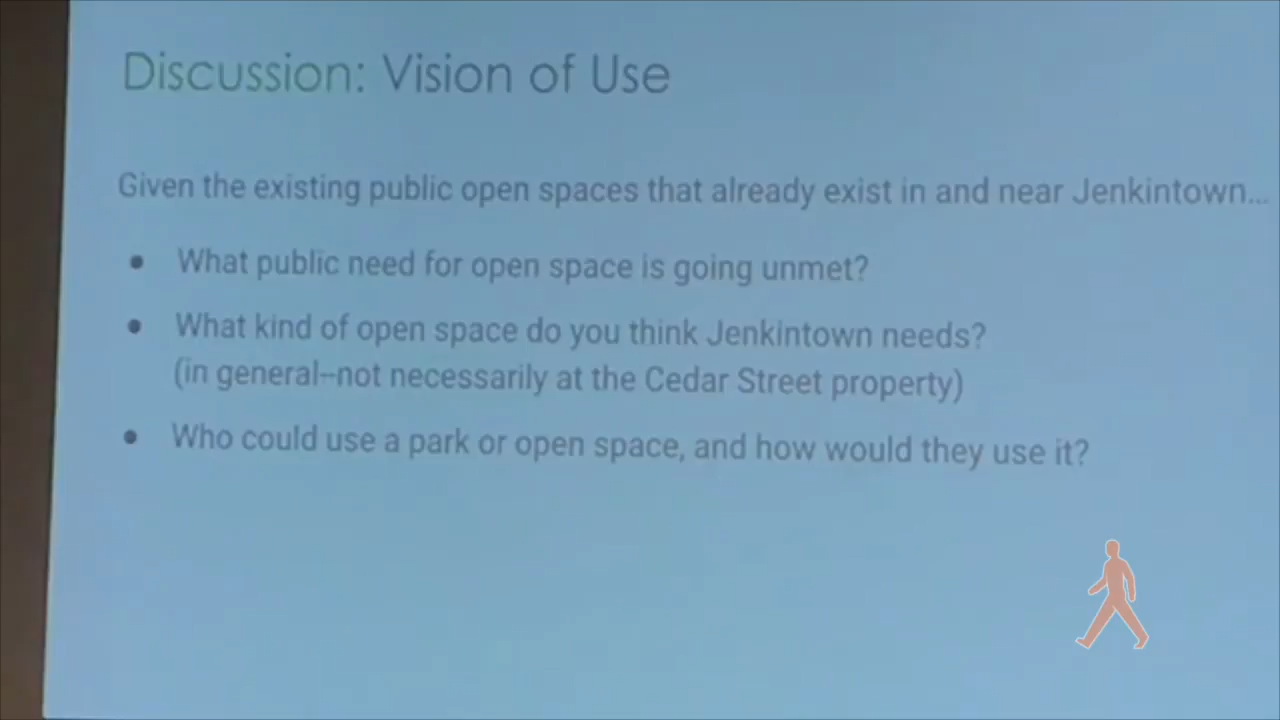 Discussion: Vision of Use
Given the existing public open spaces that already exist in and near Jenkintown...
• What public need for open space is going unmet?
• What kind of open space do you think Jenkintown needs?
(in general–not necessarily at the Cedar Street property)
• Who could use a park or open space, and how would they use it?